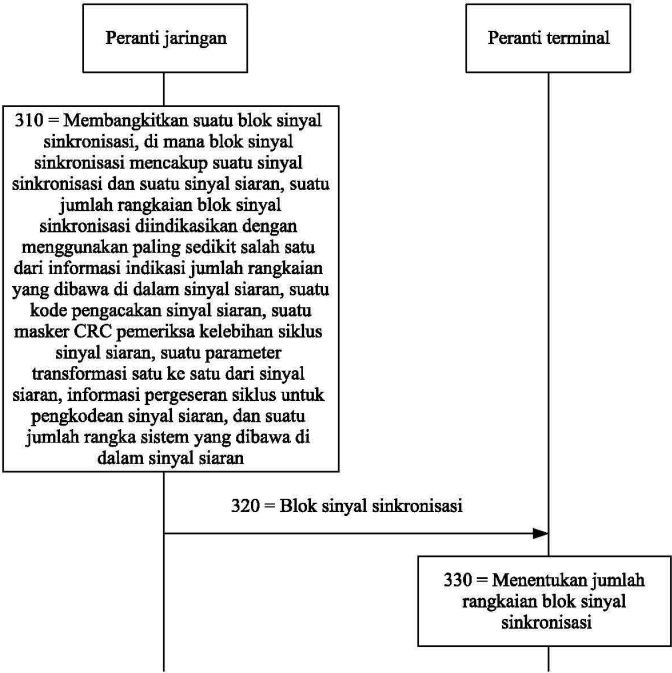 Peranti jaringan
Peranti terminal
310 = Membangkitkan suatu blok sinyal
sinkronisasi, di mana blok sinyal
sinkronisasi mencakup suatu sinyal
sinkronisasi dan suatu sinyal siaran, suatu
jumlah rangkaian blok sinyal
sinkronisasi diindikasikan dengan
menggunakan paling sedikit salah satu
dari informasi indikasi jumlah rangkaian
yang dibawa di dalam sinyal siaran, suatu
kode pengacakan sinyal siaran, suatu
masker CRC pemeriksa kelebihan siklus
sinyal siaran, suatu parameter
transformasi satu ke satu dari sinyal
siaran, informasi pergeseran siklus untuk
pengkodean sinyal siaran, dan suatu
jumlah rangka sistem yang dibawa di
dalam sinyal siaran
320 = Blok sinyal sinkronisasi
330 = Menentukan jumlah
rangkaian blok sinyal
sinkronisasi